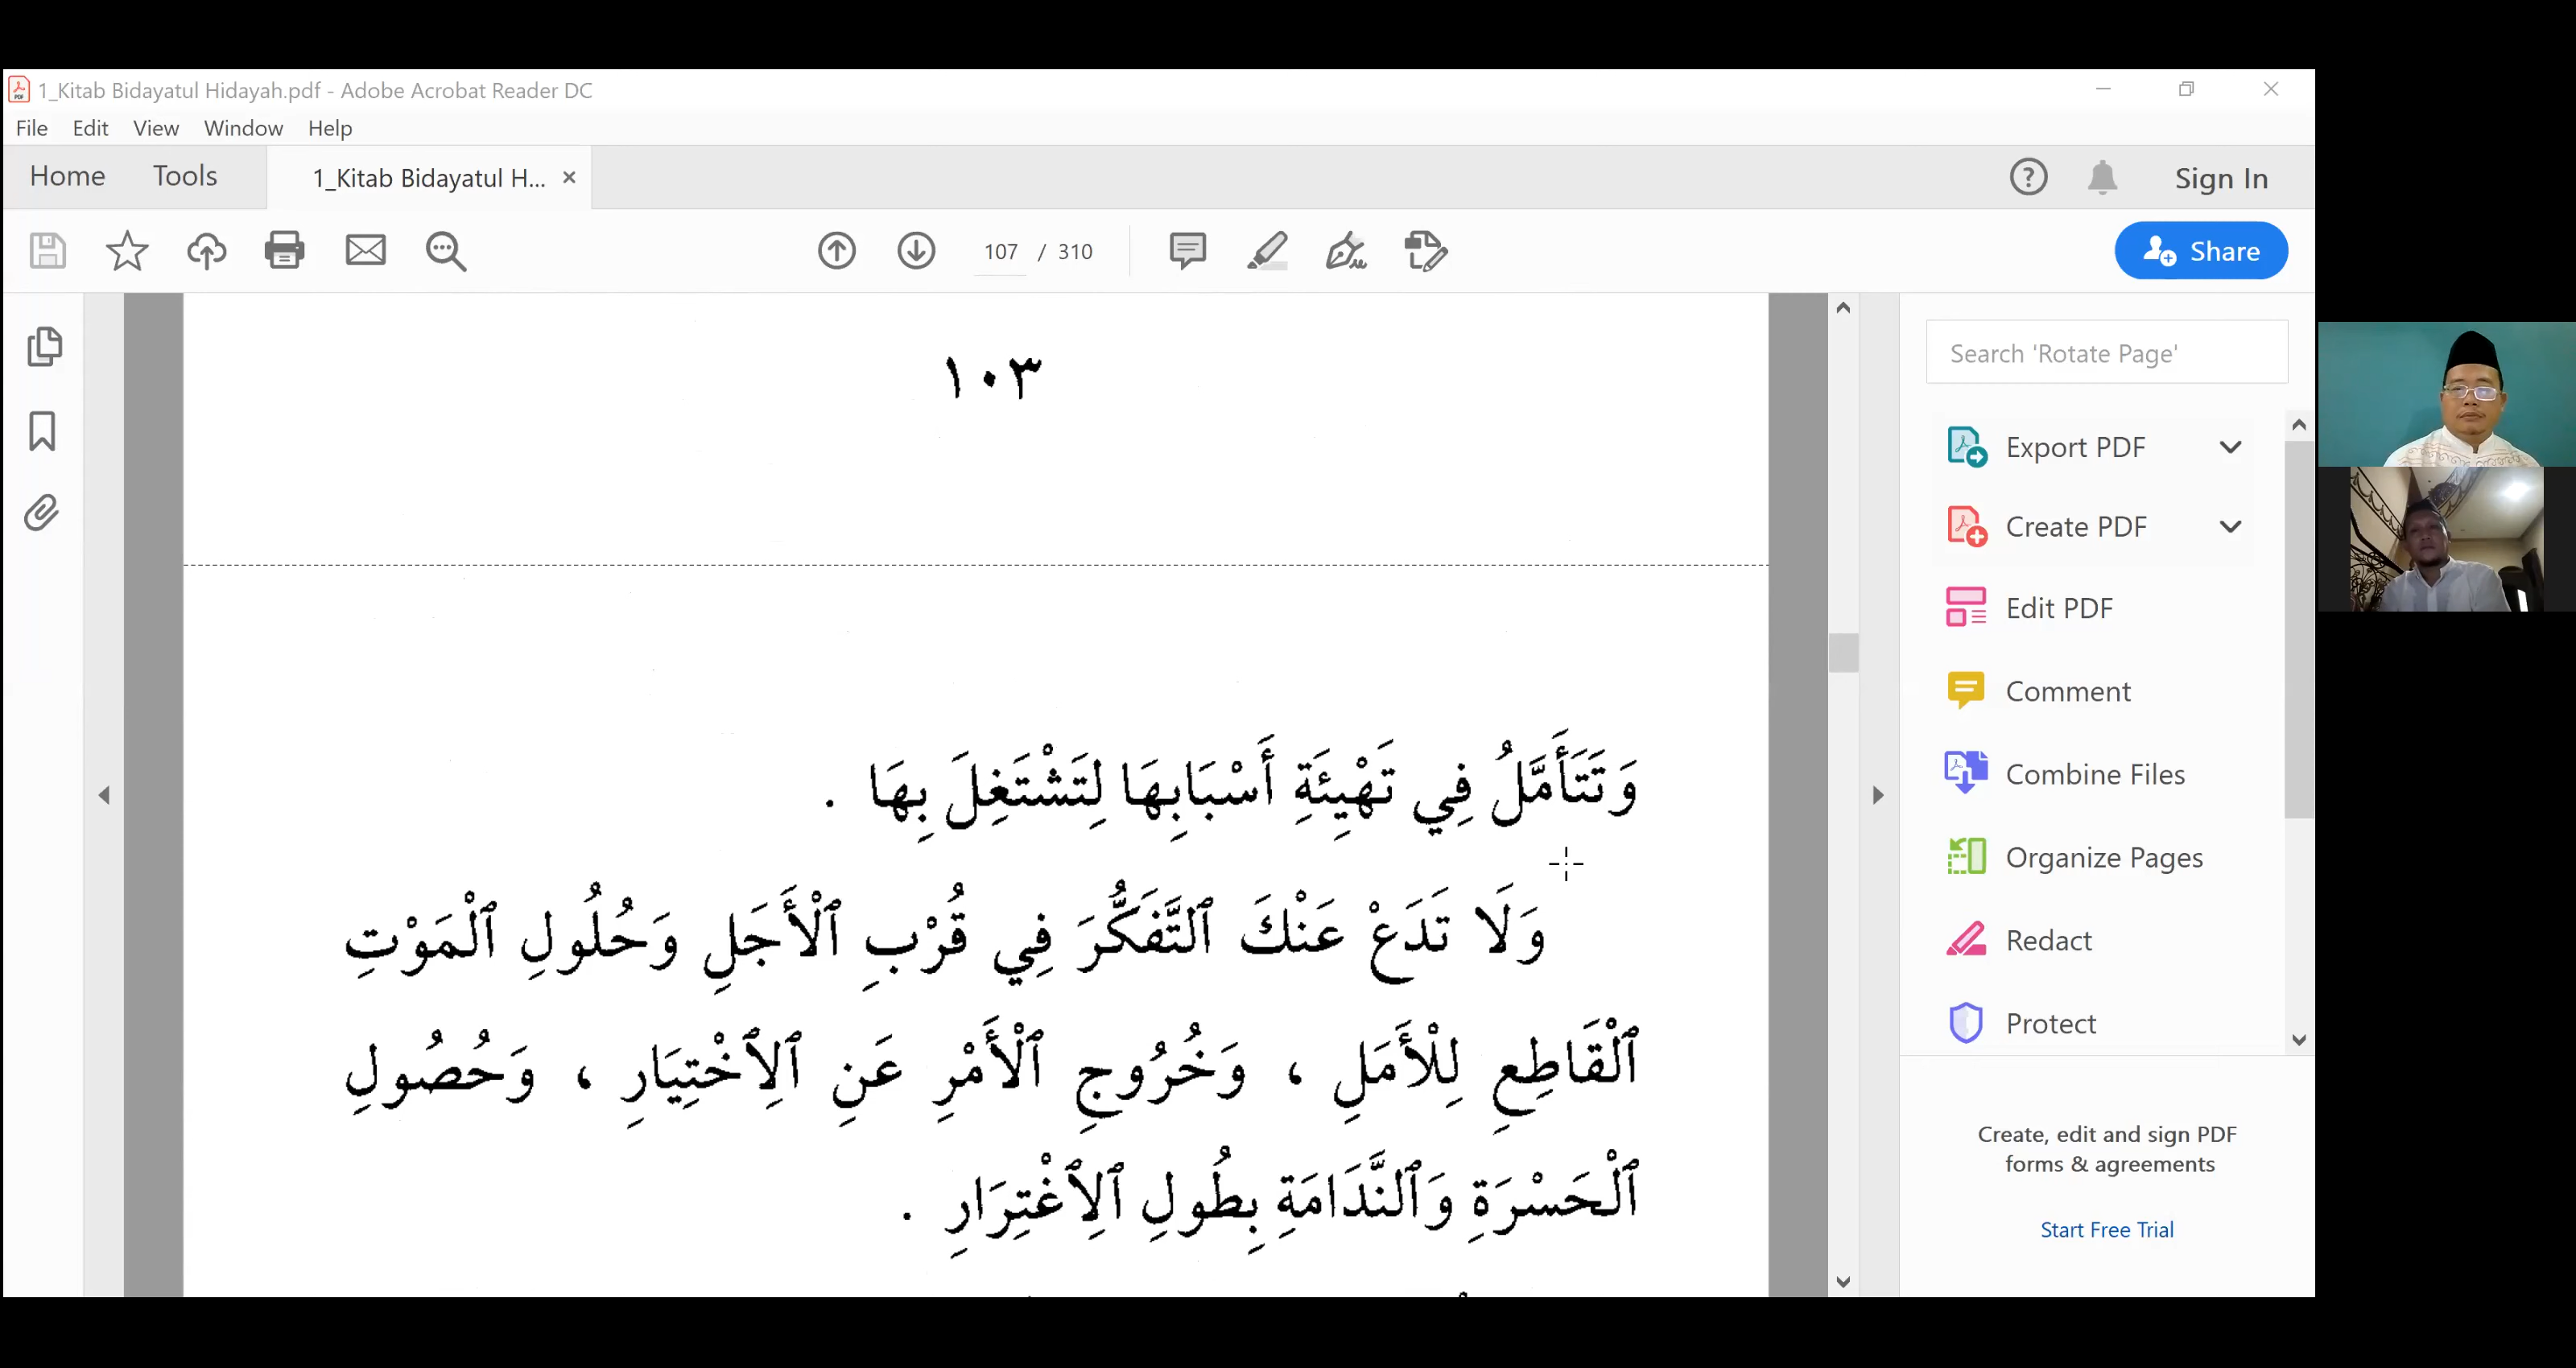 1_Kitab Bidayatul Hidayah.pdf - Adobe Acrobat Reader DC
File Edit View Window Help
Home Tools 1_Kitab Bidayatul H... Sign In
107 / 310 Share
١٠٣
وَتَتَأَمَّلُ فِي تَهْيِئَةِ أَسْبَابِهَا لِتَشْتَغِلَ بِهَا .
وَلَا تَدَعْ عَنْكَ ٱلتَّفَكُّرَ فِي قُرْبِ ٱلْأَجَلِ وَحُلُولِ ٱلْمَوْتِ
ٱلْقَاطِعِ لِلْأَمَلِ ، وَخُرُوجِ ٱلْأَمْرِ عَنِ ٱلِٱخْتِيَارِ ، وَحُصُولِ
ٱلْحَسْرَةِ وَٱلنَّدَامَةِ بِطُولِ ٱلِٱغْتِرَارِ .
Search 'Rotate Page'
Export PDF
Create PDF
Edit PDF
Comment
Combine Files
Organize Pages
Redact
Protect
Create, edit and sign PDF
forms & agreements
Start Free Trial